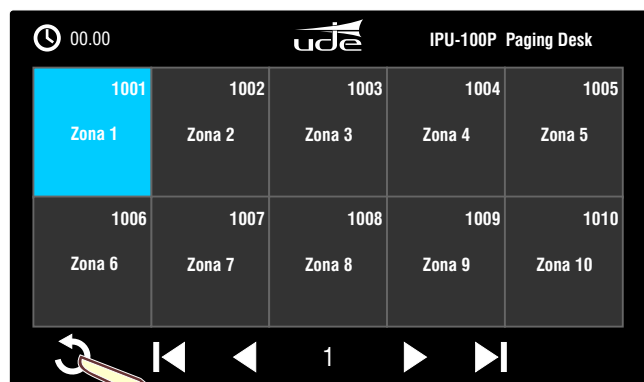 00.00 ude IPU-100P Paging Desk
1001 1002 1003 1004 1005
Zona 1 Zona 2 Zona 3 Zona 4 Zona 5
1006 1007 1008 1009 1010
Zona 6 Zona 7 Zona 8 Zona 9 Zona 10
1